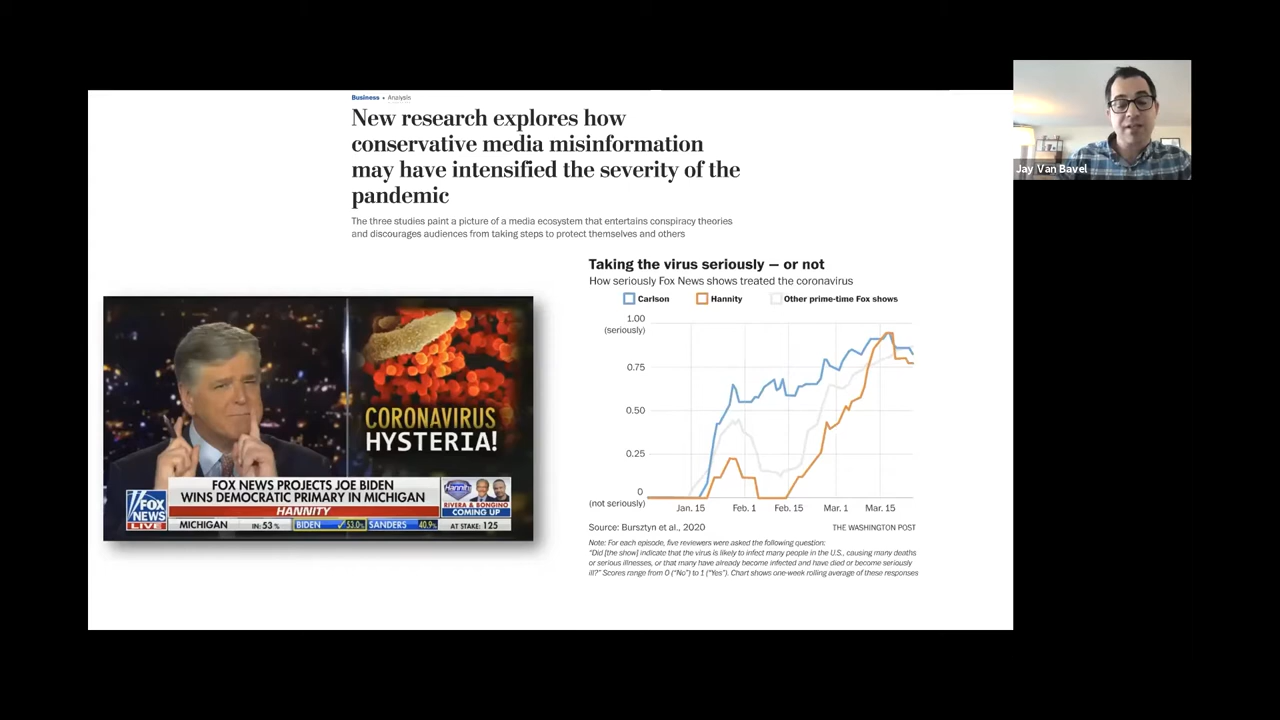 Business • Analysis
New research explores how
conservative media misinformation
may have intensified the severity of the
pandemic
The three studies paint a picture of a media ecosystem that entertains conspiracy theories
and discourages audiences from taking steps to protect themselves and others
Jay Van Bavel
CORONAVIRUS
HYSTERIA!
FOX NEWS PROJECTS JOE BIDEN
WINS DEMOCRATIC PRIMARY IN MICHIGAN
HANNITY
FOX
NEWS
LIVE
Hannity
RIVERA & BONGINO
COMING UP
MICHIGAN IN: 53% BIDEN ✓53.0% SANDERS 40.9% AT STAKE: 125
Taking the virus seriously — or not
How seriously Fox News shows treated the coronavirus
Carlson Hannity Other prime-time Fox shows
1.00
(seriously)
0.75
0.50
0.25
0
(not seriously)
Jan. 15 Feb. 1 Feb. 15 Mar. 1 Mar. 15
Source: Bursztyn et al., 2020 THE WASHINGTON POST
Note: For each episode, five reviewers were asked the following question:
“Did [the show] indicate that the virus is likely to infect many people in the U.S., causing many deaths
or serious illnesses, or that many have already become infected and have died or become seriously
ill?” Scores range from 0 (“No”) to 1 (“Yes”). Chart shows one-week rolling average of these responses